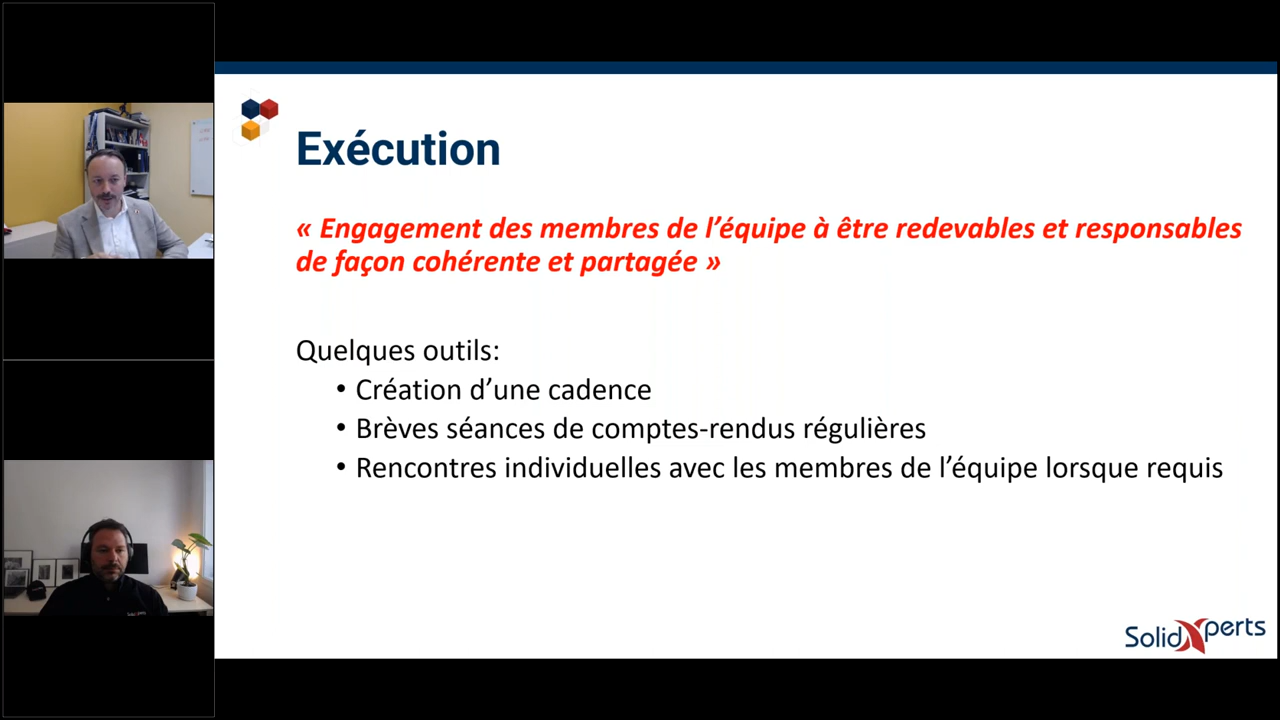 Exécution
« Engagement des membres de l’équipe à être redevables et responsables
de façon cohérente et partagée »
Quelques outils:
• Création d’une cadence
• Brèves séances de comptes-rendus régulières
• Rencontres individuelles avec les membres de l’équipe lorsque requis
SolidXperts